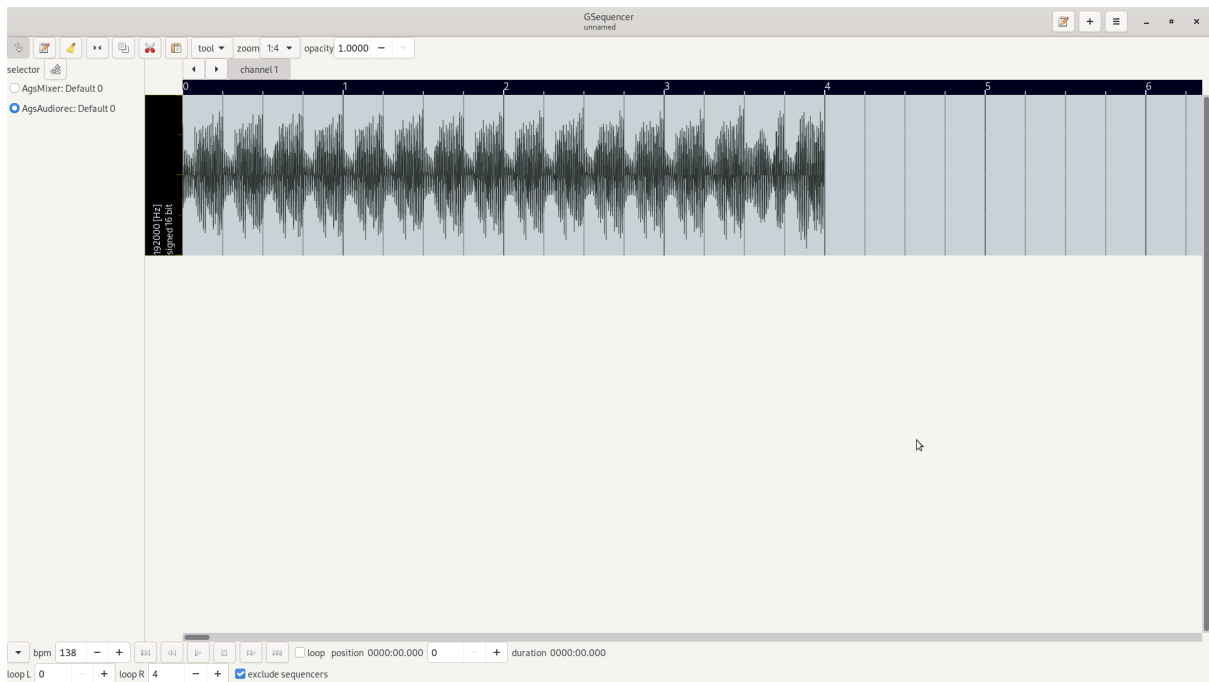 GSequencer
unnamed
tool zoom 1:4 opacity 1.0000
selector channel 1
AgsMixer: Default 0
AgsAudiorec: Default 0
0 1 2 3 4 5 6
192000 [Hz]
signed 16 bit
bpm 138 loop position 0000:00.000 0 duration 0000:00.000
loop L 0 loop R 4 exclude sequencers